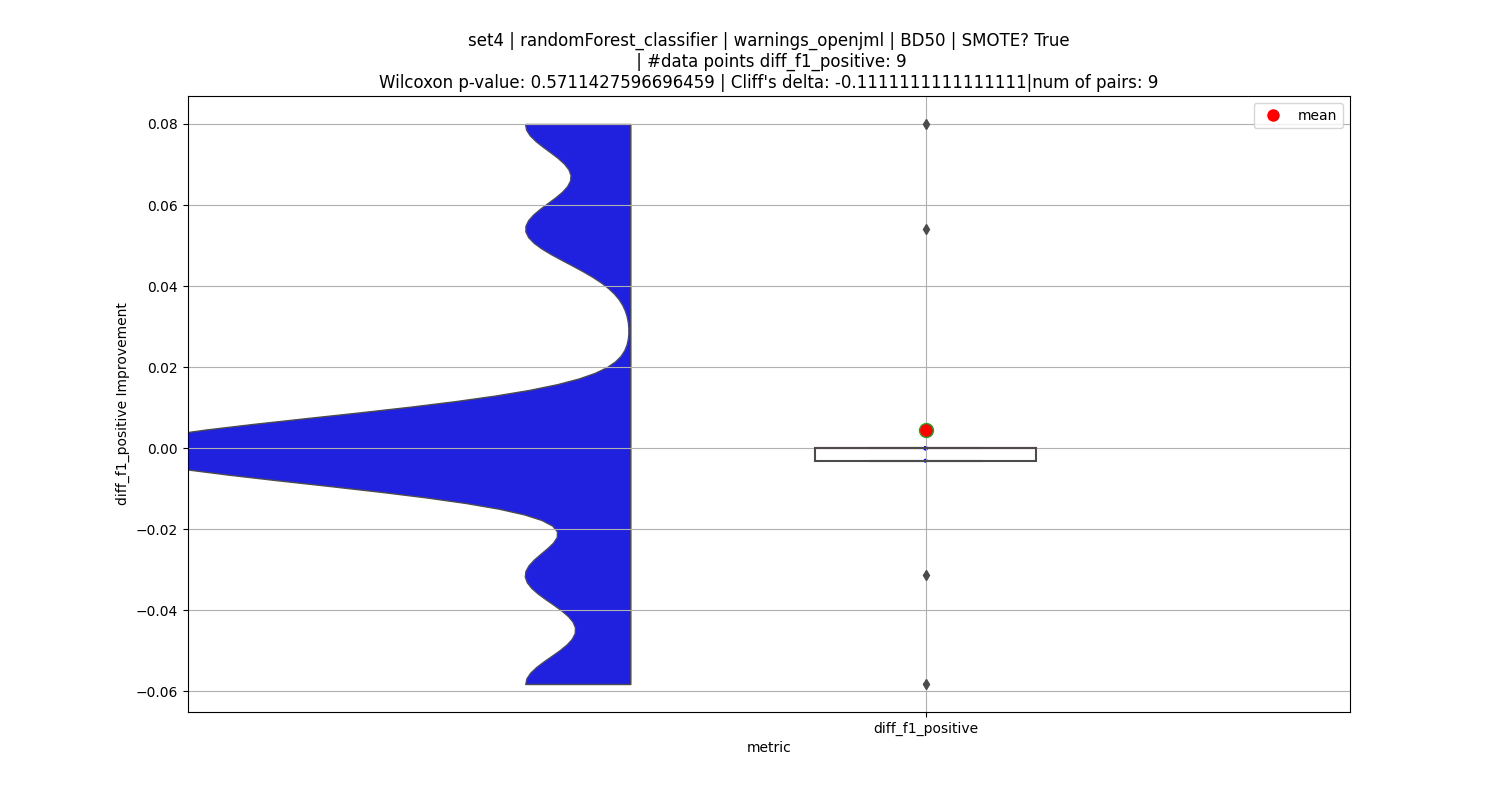 set4 | randomForest_classifier | warnings_openjml | BD50 | SMOTE? True
| #data points diff_f1_positive: 9
Wilcoxon p-value: 0.5711427596696459 | Cliff's delta: -0.1111111111111111|num of pairs: 9
mean
0.08
0.06
0.04
0.02
0.00
−0.02
−0.04
−0.06
diff_f1_positive Improvement
diff_f1_positive
metric